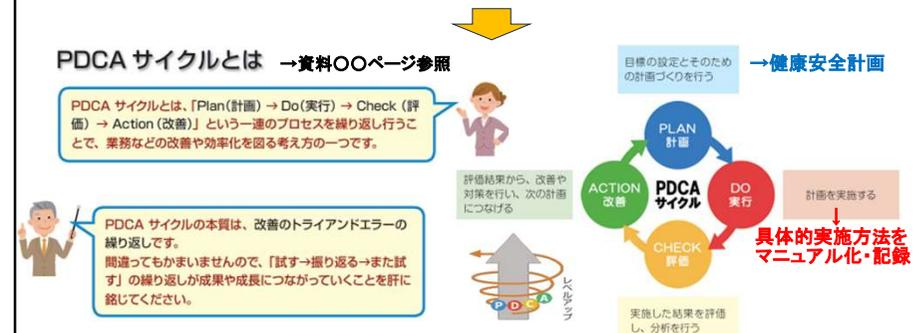 PDCA サイクルとは →資料〇〇ページ参照
PDCA サイクルとは、「Plan(計画) → Do(実行) → Check (評
価) → Action (改善)」という一連のプロセスを繰り返し行うこ
とで、業務などの改善や効率化を図る考え方の一つです。
PDCA サイクルの本質は、改善のトライアンドエラーの
繰り返しです。
間違ってもかまいませんので、「試す→振り返る→また試
す」の繰り返しが成果や成長につながっていくことを肝に
銘じてください。
目標の設定とそのため
の計画づくりを行う
→健康安全計画
PLAN
計画
評価結果から、改善や
対策を行い、次の計画
につなげる
ACTION
改善
PDCA
サイクル
DO
実行
計画を実施する
↓
具体的実施方法を
マニュアル化・記録
CHECK
評価
P D C A
レベルアップ
実施した結果を評価
し、分析を行う